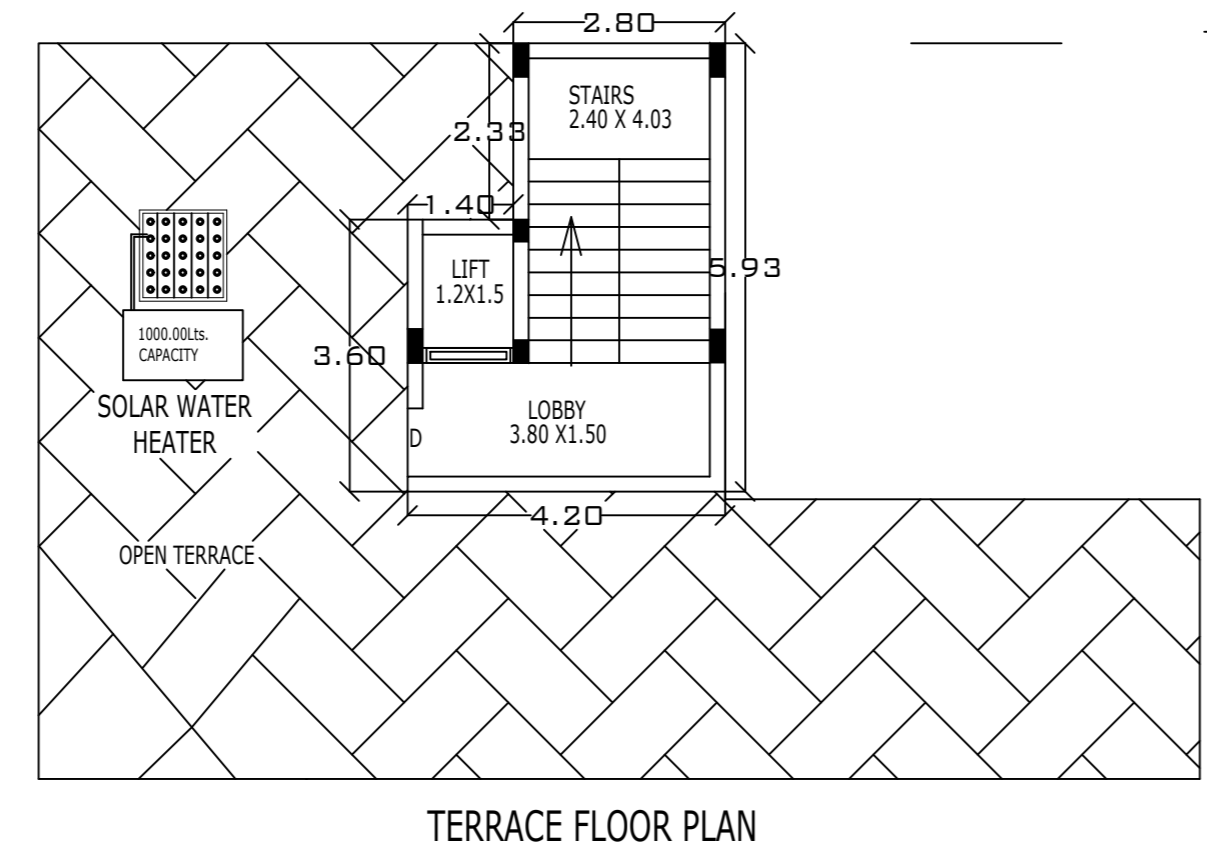 2.80
STAIRS
2.40 X 4.03
2.33
1.40
LIFT
1.2X1.5
5.93
1000.00Lts.
CAPACITY
3.60
SOLAR WATER
HEATER
LOBBY
3.80 X1.50
D
4.20
OPEN TERRACE
TERRACE FLOOR PLAN